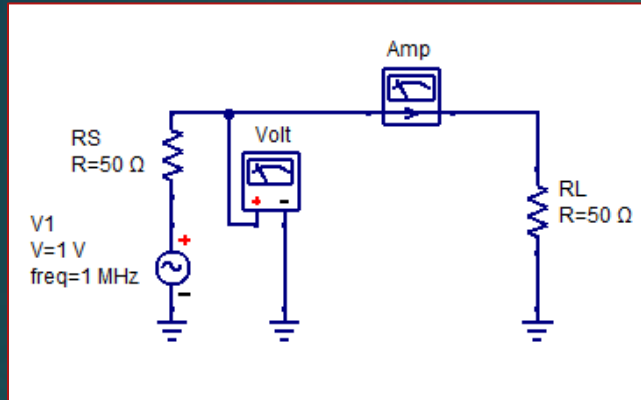 Amp
RS
R=50 Ω
Volt
+ -
V1
V=1 V
freq=1 MHz
+
-
RL
R=50 Ω